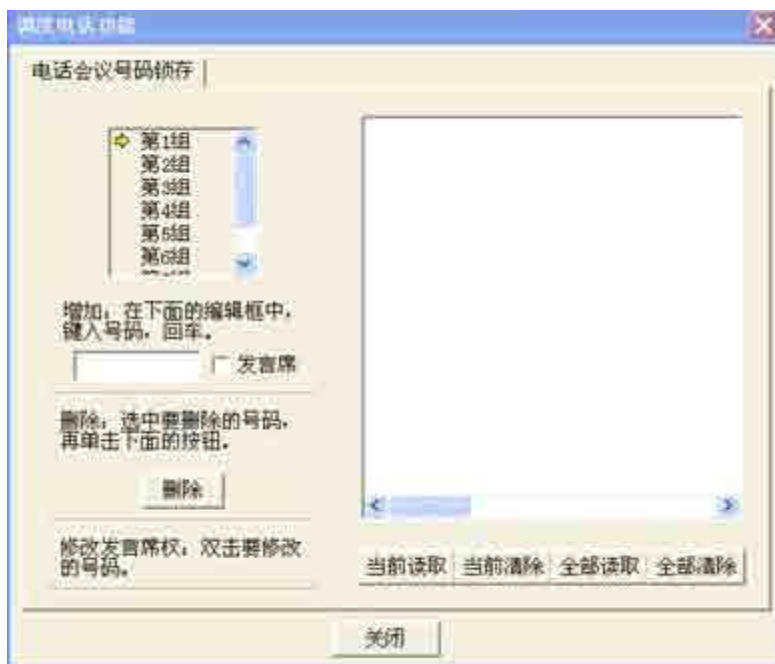 调度电话功能
电话会议号码锁存
第1组
第2组
第3组
第4组
第5组
第6组
增加：在下面的编辑框中，
键入号码，回车。
发言席
删除：选中要删除的号码，
再单击下面的按钮。
删除
修改发言席权：双击要修改
的号码。
当前读取 当前清除 全部读取 全部清除
关闭